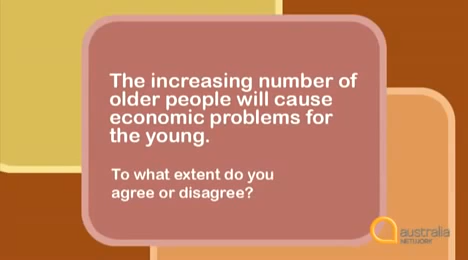 The increasing number of
older people will cause
economic problems for
the young.
To what extent do you
agree or disagree?
australia
NETWORK